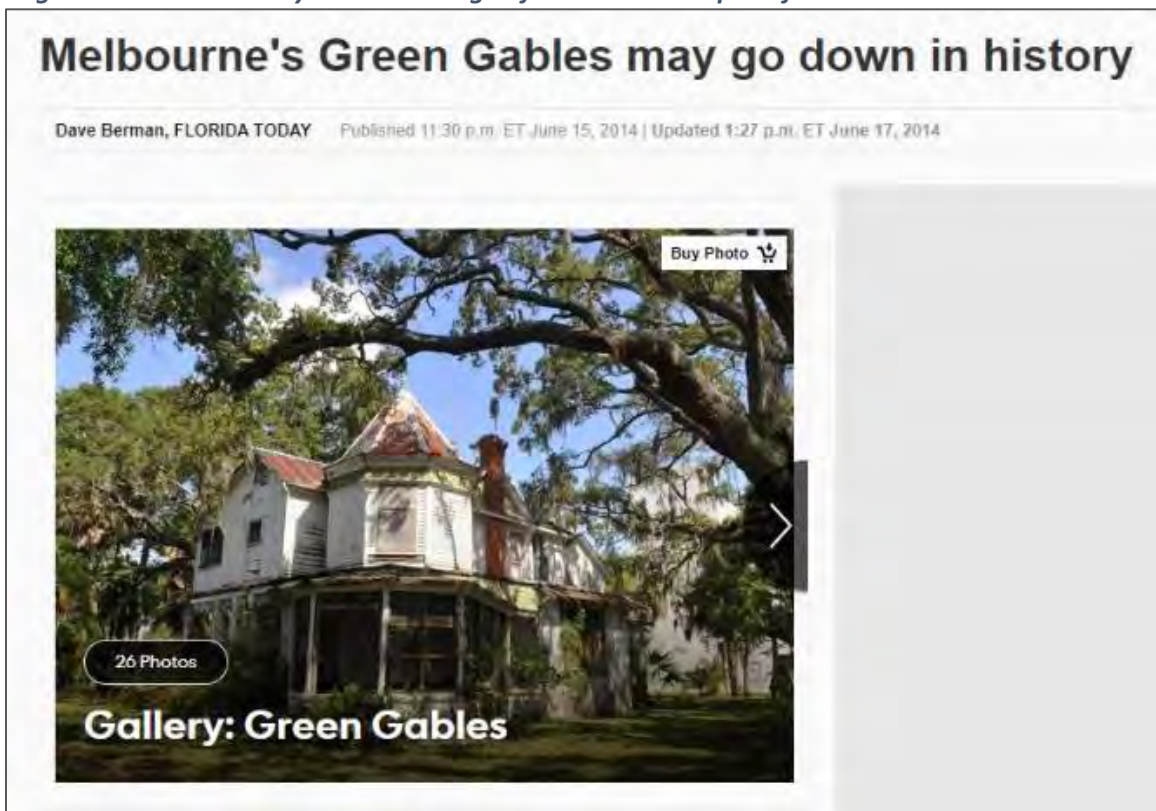 Melbourne's Green Gables may go down in history
Dave Berman, FLORIDA TODAY Published 11:30 p.m. ET June 15, 2014 | Updated 1:27 p.m. ET June 17, 2014
Buy Photo
26 Photos
Gallery: Green Gables